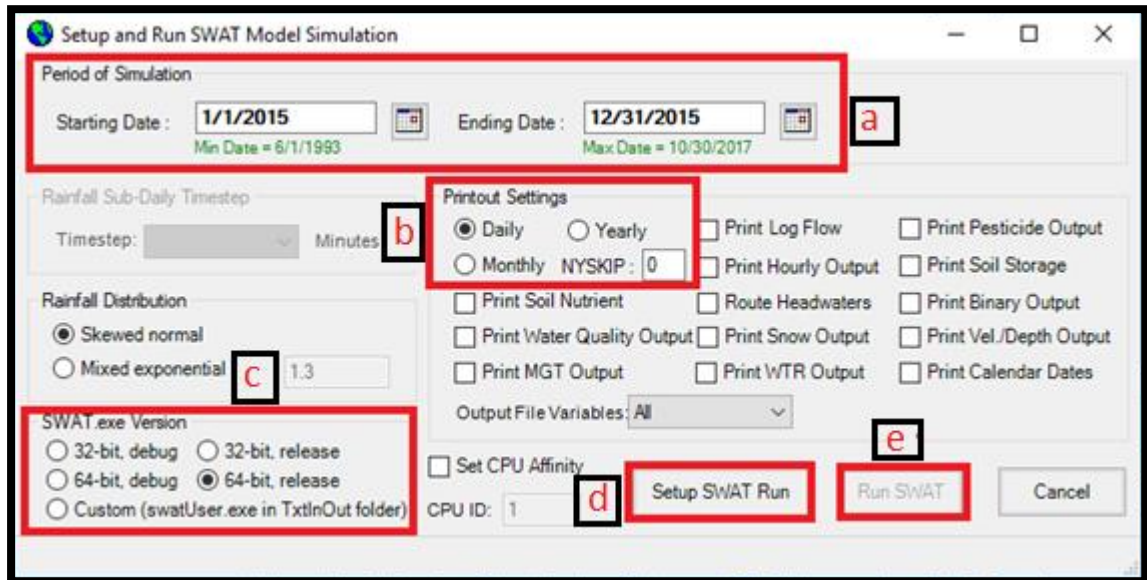 Setup and Run SWAT Model Simulation
Period of Simulation
Starting Date : 1/1/2015 Ending Date : 12/31/2015 a
Min Date = 6/1/1993 Max Date = 10/30/2017
Rainfall Sub-Daily Timestep
Timestep: Minutes b
Printout Settings
Daily Yearly Print Log Flow Print Pesticide Output
Monthly NYSKIP : 0 Print Hourly Output Print Soil Storage
Print Soil Nutrient Route Headwaters Print Binary Output
Print Water Quality Output Print Snow Output Print Vel./Depth Output
Print MGT Output Print WTR Output Print Calendar Dates
Output File Variables: All
Rainfall Distribution
Skewed normal
Mixed exponential c 1.3
SWAT.exe Version
32-bit, debug 32-bit, release
64-bit, debug 64-bit, release
Custom (swatUser.exe in TxtInOut folder)
Set CPU Affinity
CPU ID: 1
d Setup SWAT Run
e Run SWAT
Cancel